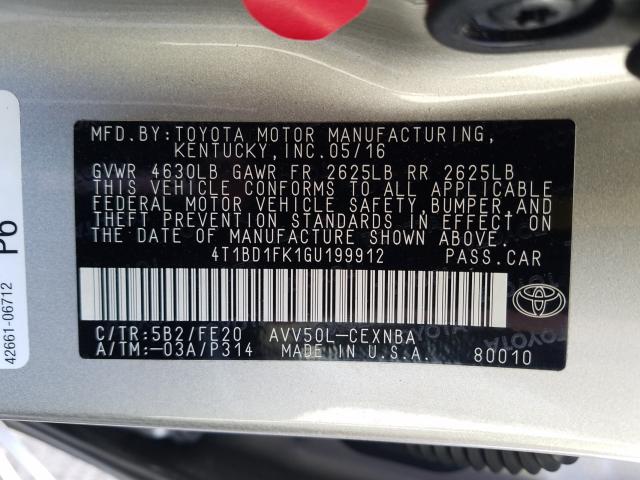 MFD.BY:TOYOTA MOTOR MANUFACTURING,
KENTUCKY,INC.05/16
GVWR 4630LB GAWR FR 2625LB RR 2625LB
THIS VEHICLE CONFORMS TO ALL APPLICABLE
FEDERAL MOTOR VEHICLE SAFETY, BUMPER AND
THEFT PREVENTION STANDARDS IN EFFECT ON
THE DATE OF MANUFACTURE SHOWN ABOVE.
4T1BD1FK1GU199912 PASS.CAR
C/TR:5B2/FE20 AVV50L-CEXNBA
A/TM:-03A/P314 MADE IN U.S.A. 80010
42661-06712 P6